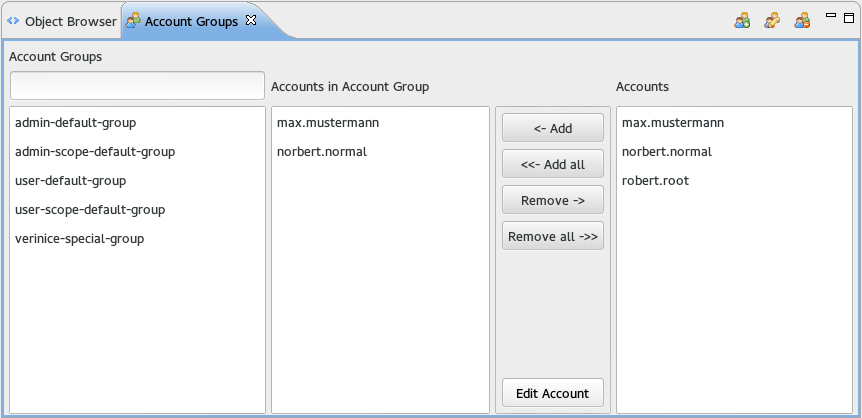 Object Browser
Account Groups
Account Groups
Accounts in Account Group
Accounts
admin-default-group
admin-scope-default-group
user-default-group
user-scope-default-group
verinice-special-group
max.mustermann
norbert.normal
<- Add
<<- Add all
Remove ->
Remove all ->>
Edit Account
max.mustermann
norbert.normal
robert.root